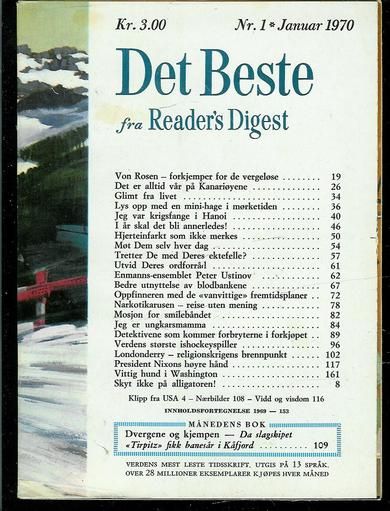 Kr. 3.00 Nr. 1 * Januar 1970
Det Beste
fra Reader's Digest
Von Rosen – forkjemper for de vergeløse ........ 19
Det er alltid vår på Kanariøyene ........ 26
Glimt fra livet ........ 34
Lys opp med en mini-hage i mørketiden ........ 36
Jeg var krigsfange i Hanoi ........ 40
I år skal det bli annerledes! ........ 46
Hjerteinfarkt som ikke merkes ........ 50
Møt Dem selv hver dag ........ 54
Tretter De med Deres ektefelle? ........ 57
Utvid Deres ordforråd ........ 61
Enmanns-ensemblet Peter Ustinov ........ 62
Bedre utnyttelse av blodbankene ........ 67
Oppfinneren med de «vanvittige» fremtidsplaner .. 72
Narkotikarusen – reise uten mening ........ 78
Mosjon for smilebåndet ........ 82
Jeg er ungkarsmamma ........ 84
Detektivene som kommer forbryterne i forkjøpet .. 89
Verdens største ishockeyspiller ........ 96
Londonderry – religionskrigens brennpunkt ... 102
President Nixons høyre hånd ........ 117
Vittig hund i Washington ........ 161
Skyt ikke på alligatoren! ........ 8
Klipp fra USA 4 – Nærbilder 108 – Vidd og visdom 116
INNHOLDSFORTEGNELSE 1969 — 153
MÅNEDENS BOK
Dvergene og kjempen — Da slagskipet
«Tirpitz» fikk banesår i Kåfjord ........ 109
VERDENS MEST LESTE TIDSSKRIFT. UTGIS PÅ 13 SPRÅK.
OVER 28 MILLIONER EKSEMPLARER KJØPES HVER MÅNED